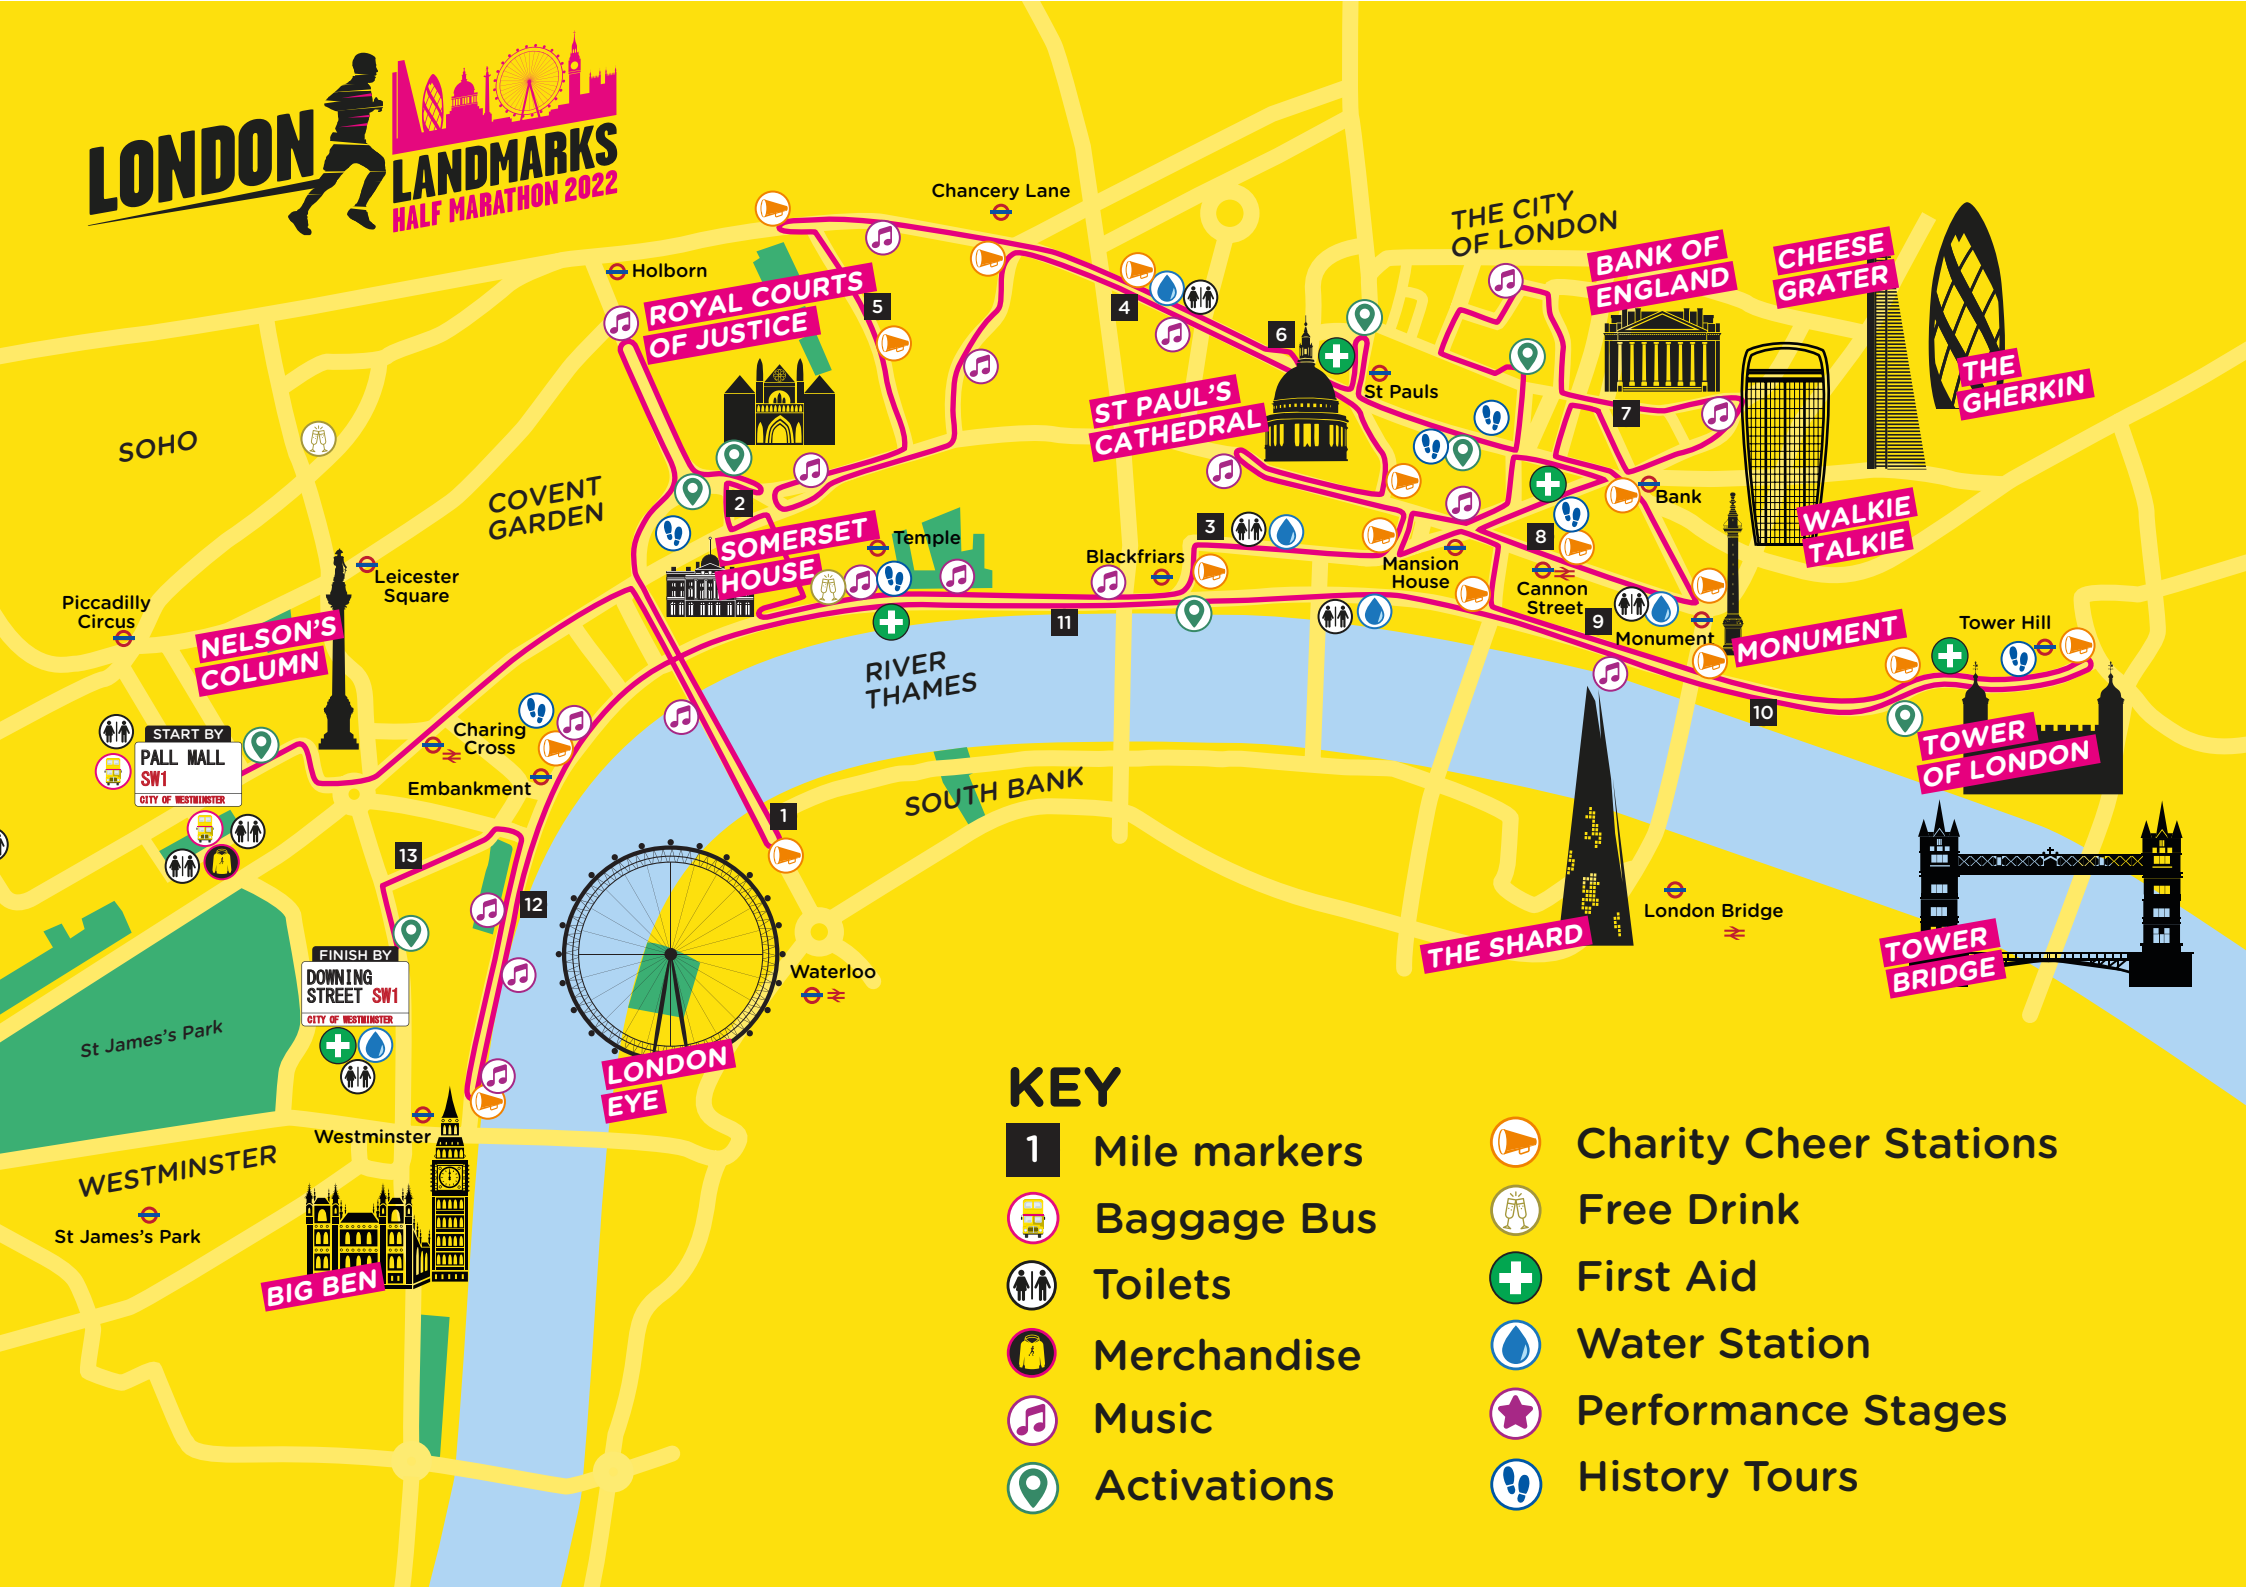 LONDON
LANDMARKS
HALF MARATHON 2022
Chancery Lane
THE CITY
OF LONDON
BANK OF
ENGLAND
CHEESE
GRATER
Holborn
ROYAL COURTS
OF JUSTICE
5
4
6
St Pauls
THE
GHERKIN
7
ST PAUL'S
CATHEDRAL
SOHO
COVENT
GARDEN
2
Bank
WALKIE
TALKIE
SOMERSET
HOUSE
Temple
3
Blackfriars
Mansion
House
8
Cannon
Street
9
Monument
MONUMENT
Tower Hill
Leicester
Square
Piccadilly
Circus
NELSON'S
COLUMN
11
RIVER
THAMES
10
TOWER
OF LONDON
START BY
PALL MALL
SW1
CITY OF WESTMINSTER
Charing
Cross
Embankment
SOUTH BANK
1
13
12
FINISH BY
DOWNING
STREET SW1
CITY OF WESTMINSTER
Waterloo
THE SHARD
London Bridge
TOWER
BRIDGE
St James's Park
LONDON
EYE
Westminster
WESTMINSTER
St James's Park
BIG BEN
KEY
1 Mile markers
Baggage Bus
Toilets
Merchandise
Music
Activations
Charity Cheer Stations
Free Drink
First Aid
Water Station
Performance Stages
History Tours